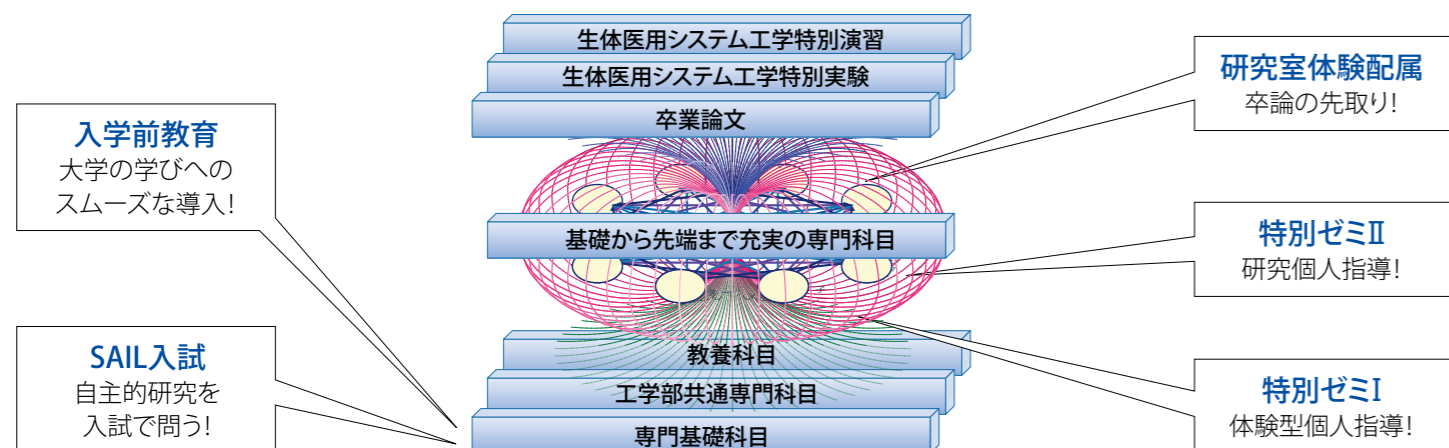 生体医用システム工学特別演習
生体医用システム工学特別実験
卒業論文
入学前教育
大学の学びへの
スムーズな導入!
研究室体験配属
卒論の先取り!
基礎から先端まで充実の専門科目
特別ゼミⅡ
研究個人指導!
SAIL入試
自主的研究を
入試で問う!
教養科目
工学部共通専門科目
専門基礎科目
特別ゼミⅠ
体験型個人指導!